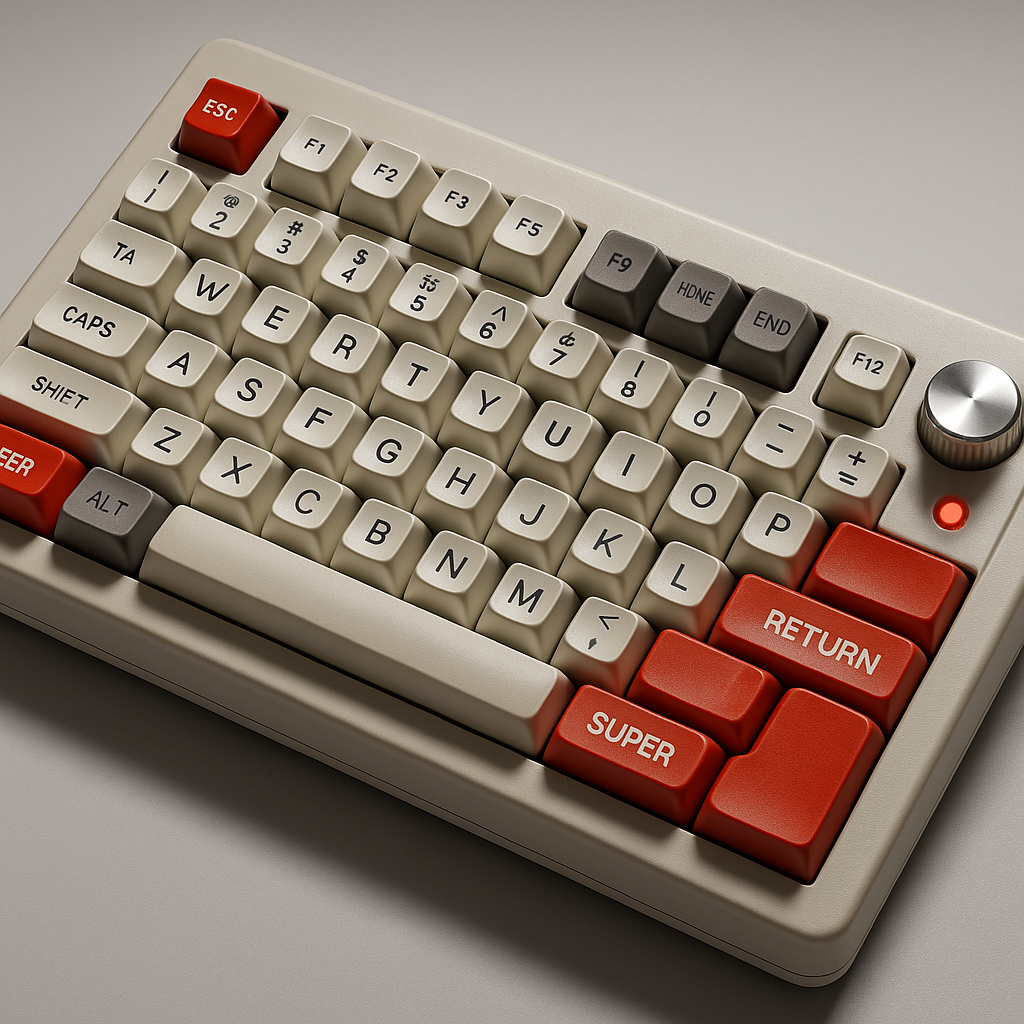 ESC
F1 F2 F3 F5
F9 HDNE END
F12
@ # $ ^ ¢
2 3 4 5 6 7 8 0 − + =
TA W E R T Y U I O P
CAPS A S F G H J K L
RETURN
SHIET Z X C B N M <
EER ALT
SUPER